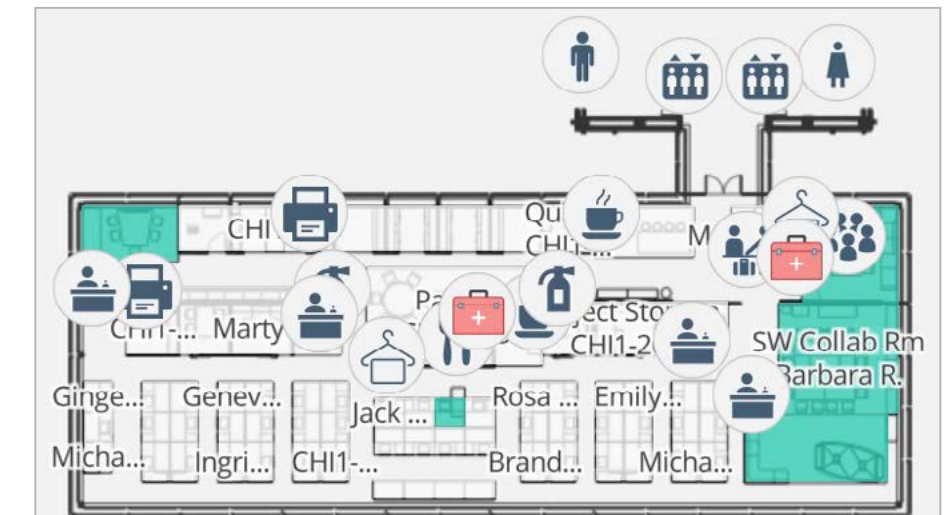 CHI
Qu
CHI1-...
M
Pa
ject Sto
CHI1-...
Marty
CHI1-2
SW Collab Rm
Barbara R.
Ginge...
Genev...
Jack ...
Rosa ...
Emily...
Micha...
Ingri...
CHI1-...
Brand...
Micha...